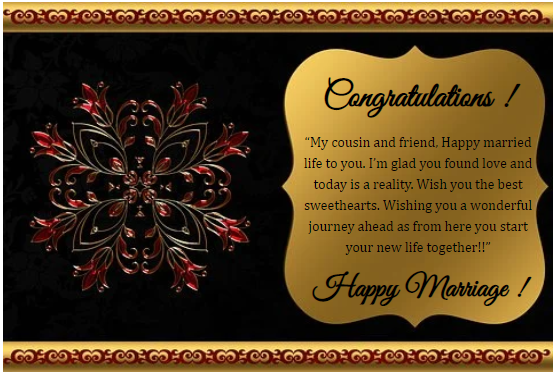 Congratulations !
“My cousin and friend, Happy married
life to you. I’m glad you found love and
today is a reality. Wish you the best
sweethearts. Wishing you a wonderful
journey ahead as from here you start
your new life together!!”
Happy Marriage !